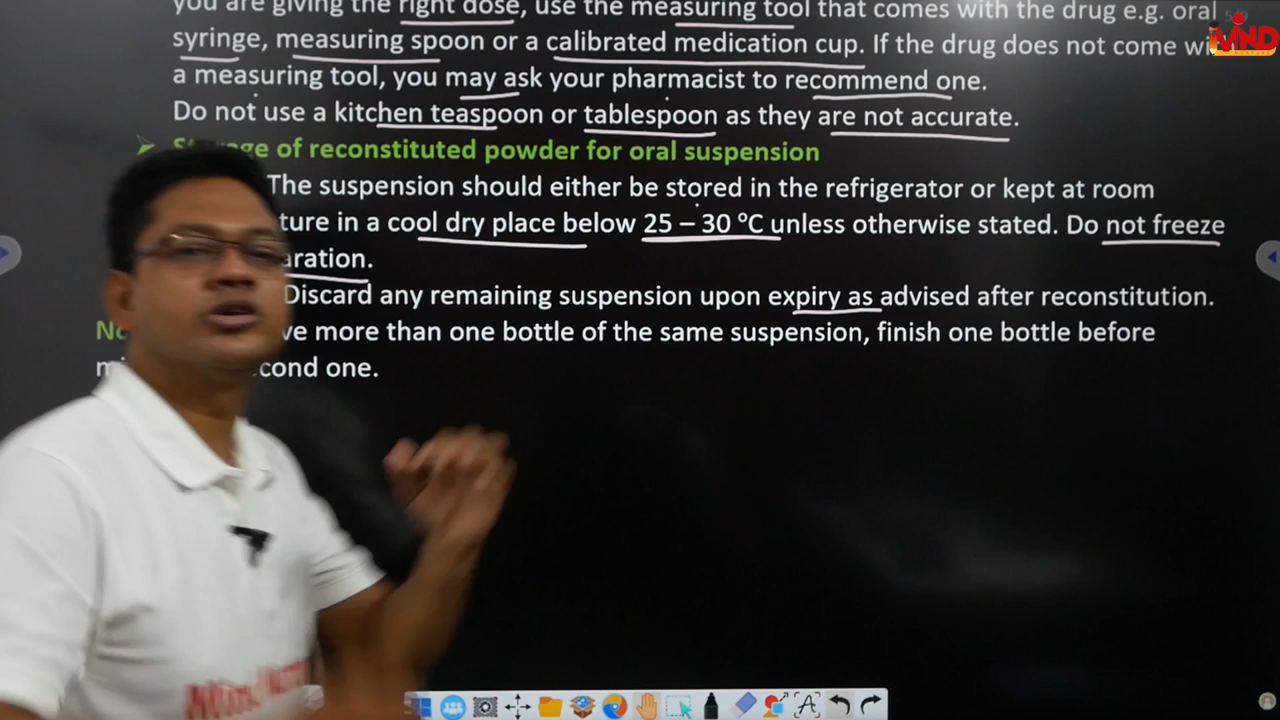 you are giving the right dose, use the measuring tool that comes with the drug e.g. oral
syringe, measuring spoon or a calibrated medication cup. If the drug does not come
a measuring tool, you may ask your pharmacist to recommend one.
Do not use a kitchen teaspoon or tablespoon as they are not accurate.
of reconstituted powder for oral suspension
The suspension should either be stored in the refrigerator or kept at room
in a cool dry place below 25 – 30 °C unless otherwise stated. Do not freeze
Discard any remaining suspension upon expiry as advised after reconstitution.
more than one bottle of the same suspension, finish one bottle before
one.
MIND